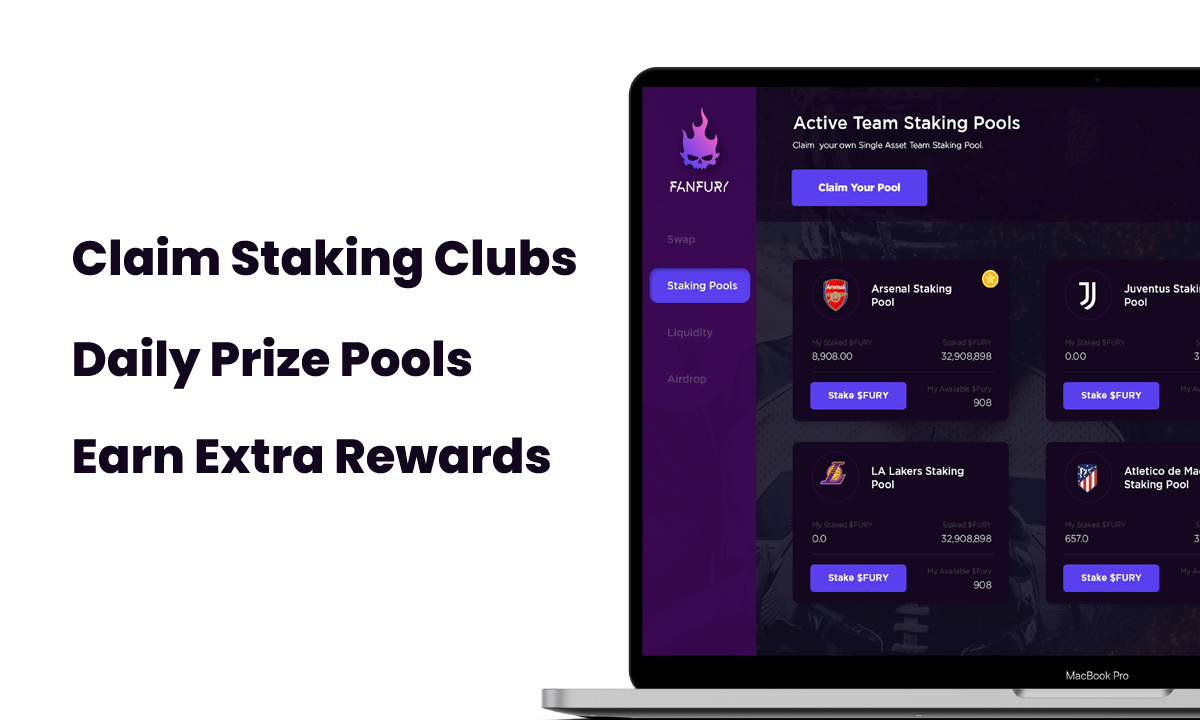 Claim Staking Clubs
Daily Prize Pools
Earn Extra Rewards
FANFURY
Swap
Staking Pools
Liquidity
Airdrop
Active Team Staking Pools
Claim your own Single Asset Team Staking Pool.
Claim Your Pool
Arsenal
Arsenal Staking
Pool
My Staked $FURY
Staked $FURY
8,908.00
32,908,898
Stake $FURY
My Available $Fury
908
Juventus
Pool
My Staked $FURY
0.00
Stake $FURY
LA Lakers Staking
Pool
My Staked $FURY
Staked $FURY
0.0
32,908,898
Stake $FURY
My Available $Fury
908
Atletico de
Staking Pool
My Staked $FURY
657.0
Stake $FURY
MacBook Pro